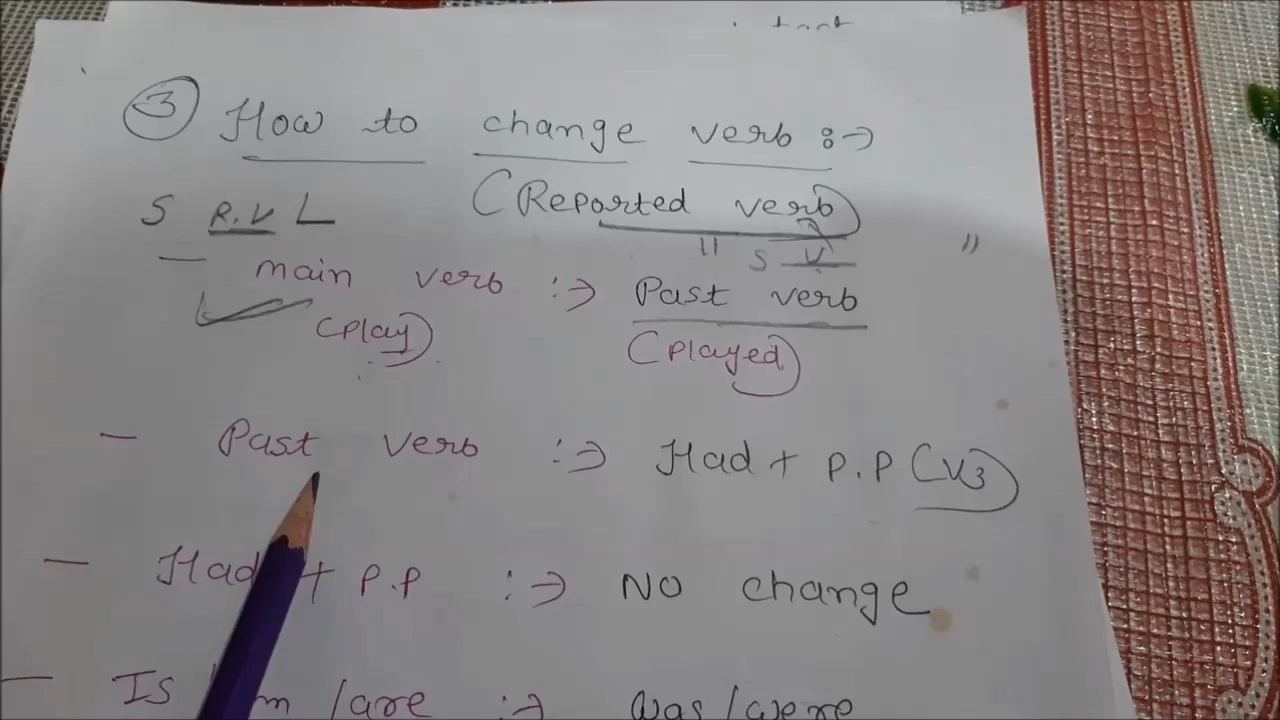 3 How to change verb :→
(Reported verb)
S R.V L " S V "
— main verb :→ Past verb
(Play) (Played)
— Past verb :→ Had + P.P (V3)
— Had + P.P :→ No change
— Is /am /are :→ was/were